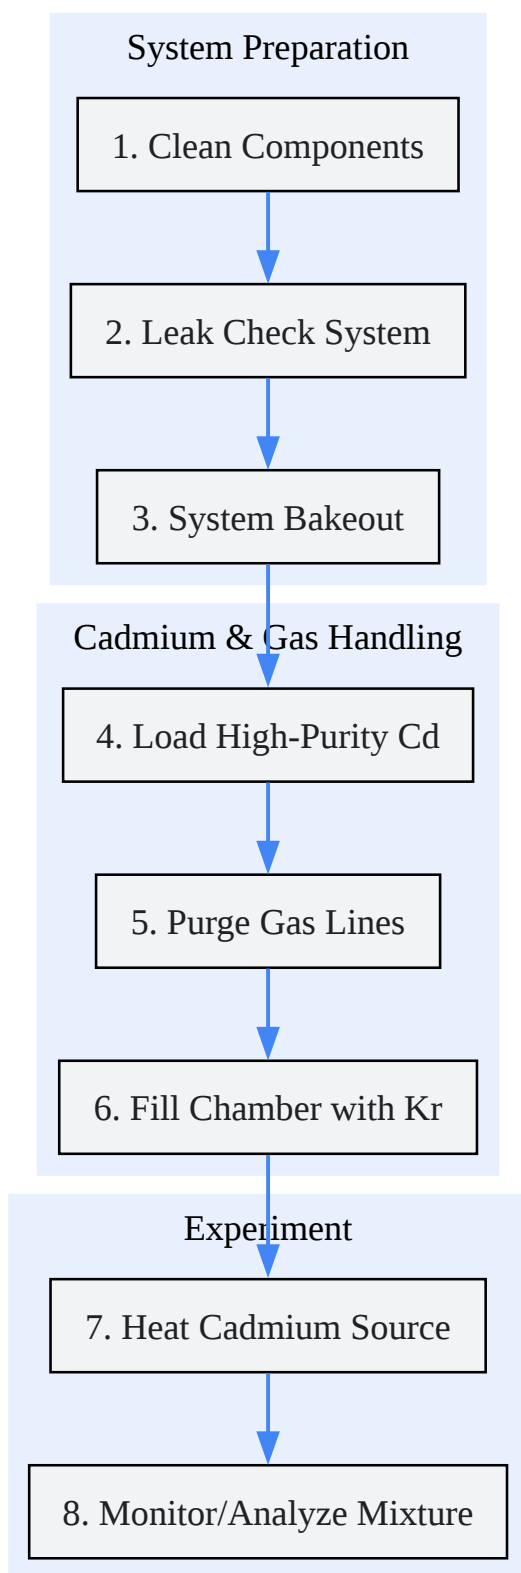 System Preparation
1. Clean Components
2. Leak Check System
3. System Bakeout
Cadmium & Gas Handling
4. Load High-Purity Cd
5. Purge Gas Lines
6. Fill Chamber with Kr
Experiment
7. Heat Cadmium Source
8. Monitor/Analyze Mixture